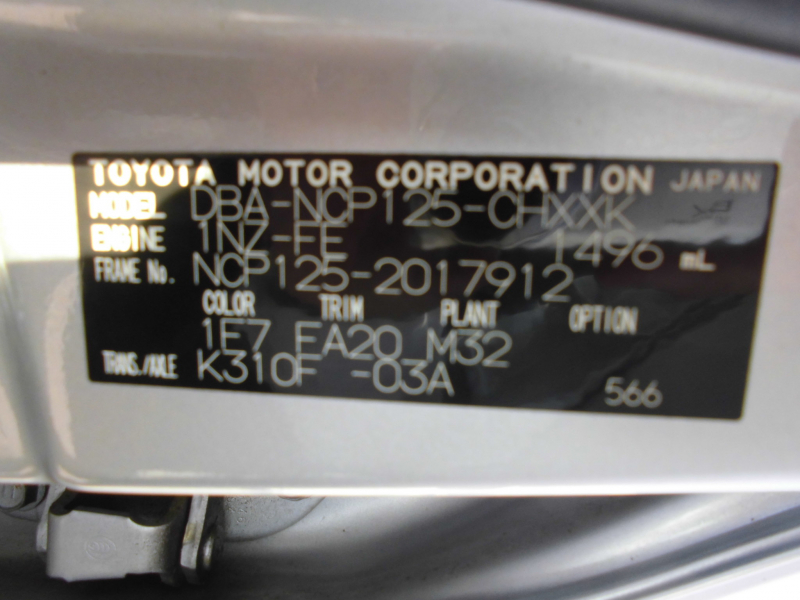 TOYOTA MOTOR CORPORATION JAPAN
MODEL DBA-NCP125-CHXXK
ENGINE 1NZ-FE 1496 mL
FRAME No. NCP125-2017912
COLOR TRIM PLANT OPTION
1E7 FA20 M32
TRANS./AXLE K310F -03A 566